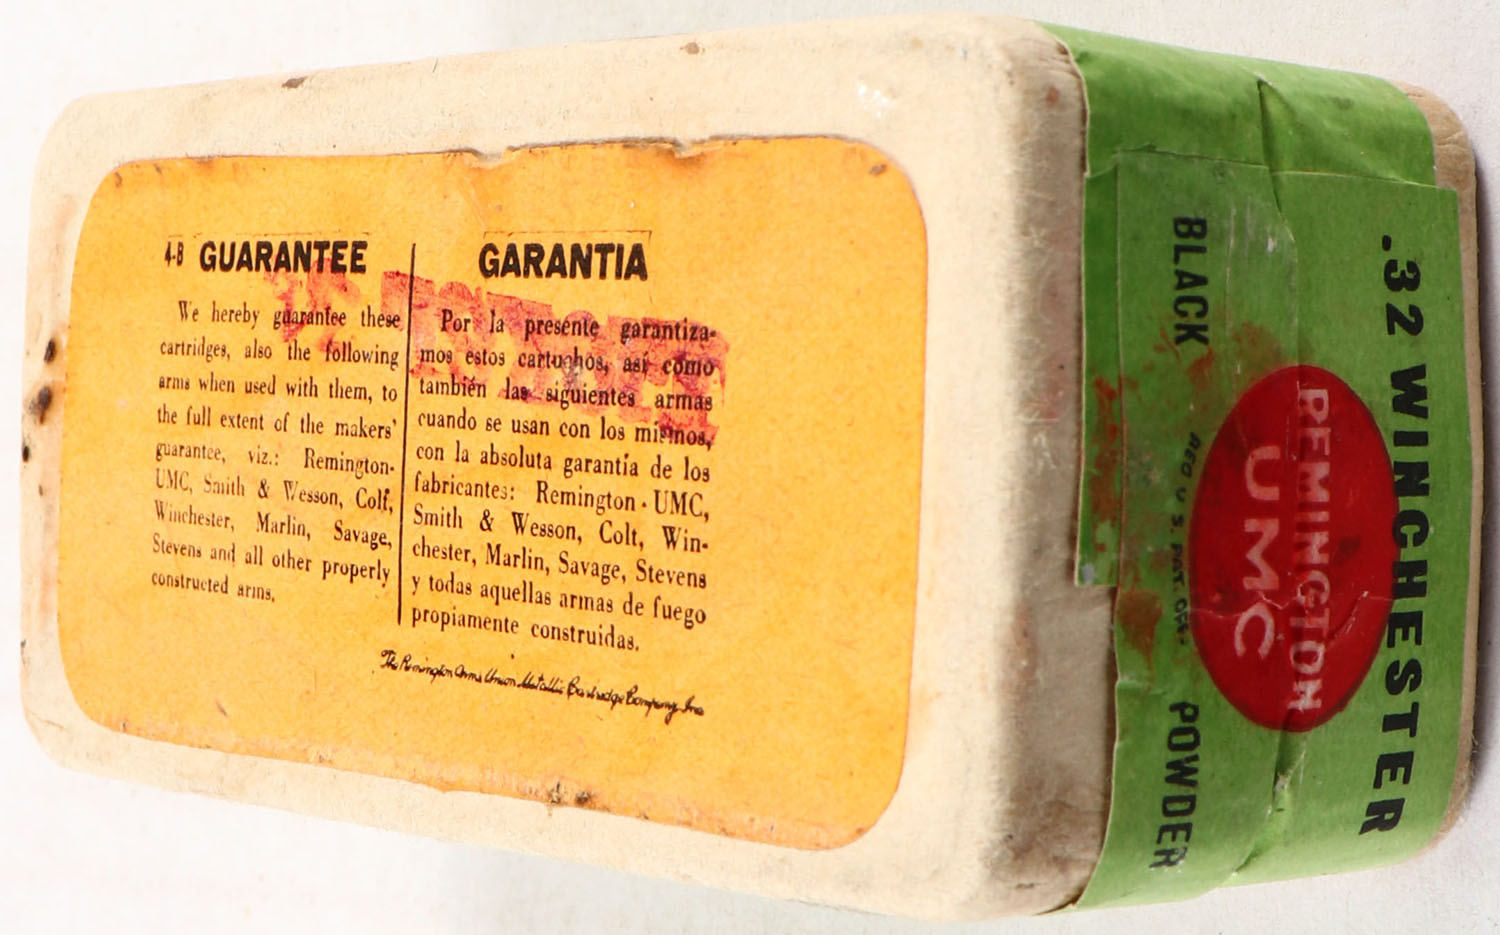 4-B GUARANTEE
We hereby guarantee these
cartridges, also the following
arms when used with them, to
the full extent of the makers'
guarantee, viz.: Remington-
UMC, Smith & Wesson, Colt,
Winchester, Marlin, Savage,
Stevens and all other properly
constructed arms.
GARANTIA
Por la presente garantiza-
mos estos cartuchos, así como
también las siguientes armas
cuando se usan con los mismos,
con la absoluta garantía de los
fabricantes: Remington - UMC,
Smith & Wesson, Colt, Win-
chester, Marlin, Savage, Stevens
y todas aquellas armas de fuego
propiamente construidas.
The Remington Arms Union Metallic Cartridge Company, Inc
.32 WINCHESTER
REMINGTON
UMC
REG. U.S. PAT. OFF.
BLACK POWDER